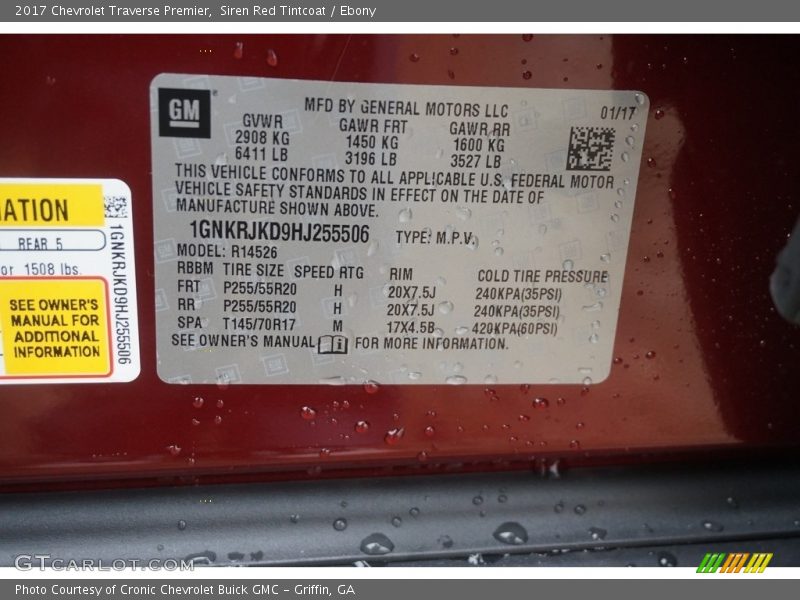 2017 Chevrolet Traverse Premier, Siren Red Tintcoat / Ebony
GM
MFD BY GENERAL MOTORS LLC 01/17
GVWR GAWR FRT GAWR RR
2908 KG 1450 KG 1600 KG
6411 LB 3196 LB 3527 LB
THIS VEHICLE CONFORMS TO ALL APPLICABLE U.S. FEDERAL MOTOR
VEHICLE SAFETY STANDARDS IN EFFECT ON THE DATE OF
MANUFACTURE SHOWN ABOVE.
1GNKRJKD9HJ255506 TYPE: M.P.V.
MODEL: R14526
RBBM TIRE SIZE SPEED RTG RIM COLD TIRE PRESSURE
FRT P255/55R20 H 20X7.5J 240KPA(35PSI)
RR P255/55R20 H 20X7.5J 240KPA(35PSI)
SPA T145/70R17 M 17X4.5B 420KPA(60PSI)
SEE OWNER'S MANUAL FOR MORE INFORMATION.
ATION
REAR 5
or 1508 lbs.
SEE OWNER'S
MANUAL FOR
ADDITIONAL
INFORMATION
1GNKRJKD9HJ255506
GTcarlot.com
Photo Courtesy of Cronic Chevrolet Buick GMC - Griffin, GA